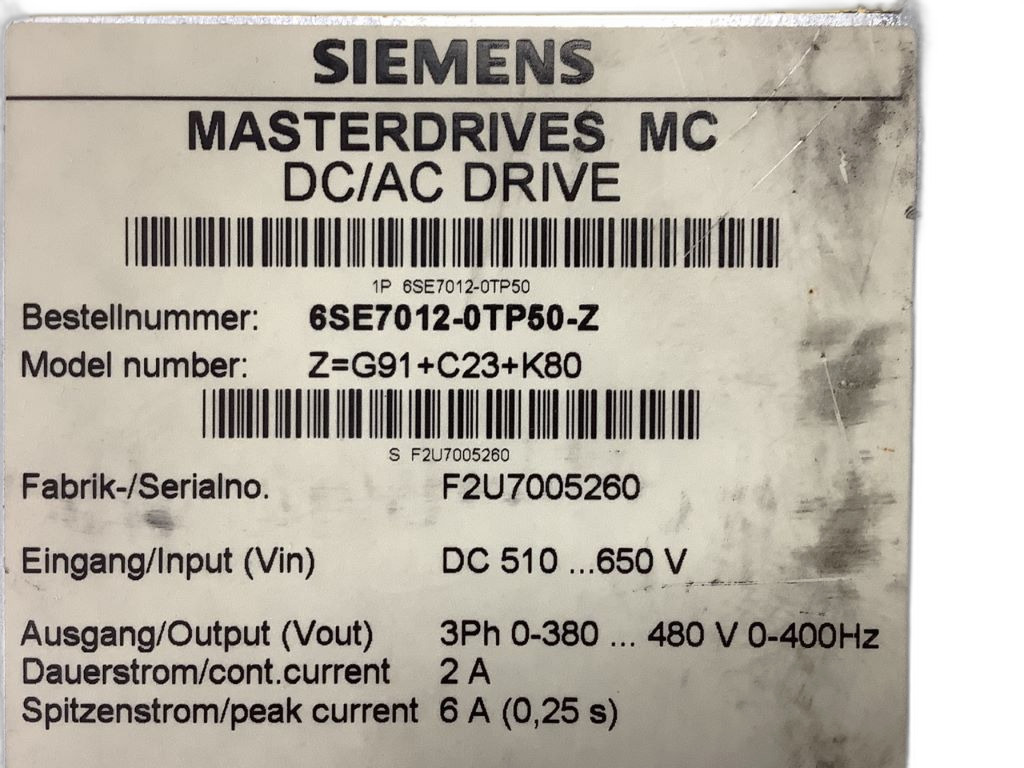 SIEMENS
MASTERDRIVES MC
DC/AC DRIVE
1P 6SE7012-0TP50
Bestellnummer: 6SE7012-0TP50-Z
Model number: Z=G91+C23+K80
S F2U7005260
Fabrik-/Serialno. F2U7005260
Eingang/Input (Vin) DC 510 ...650 V
Ausgang/Output (Vout) 3Ph 0-380 ... 480 V 0-400Hz
Dauerstrom/cont.current 2 A
Spitzenstrom/peak current 6 A (0,25 s)